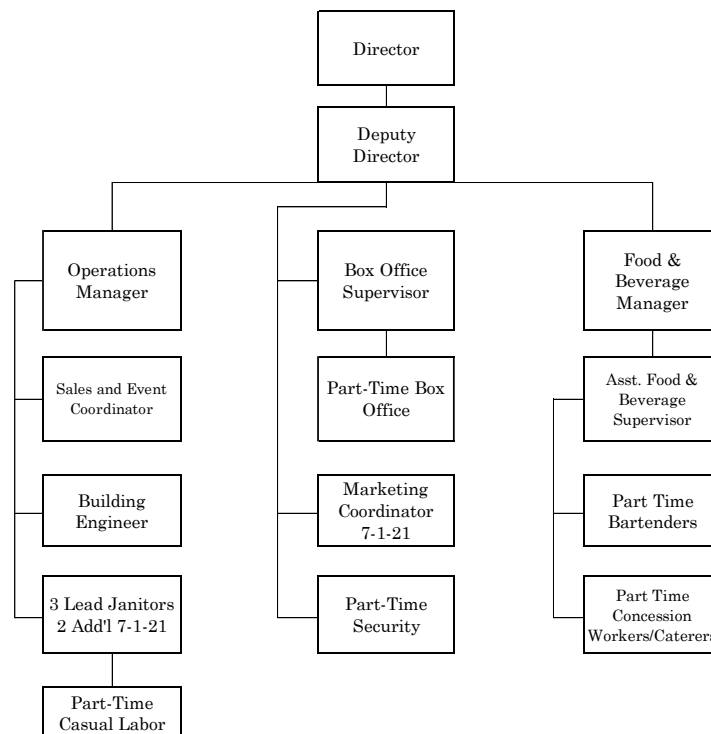 Director
Deputy
Director
Operations
Manager
Box Office
Supervisor
Food &
Beverage
Manager
Sales and Event
Coordinator
Part-Time Box
Office
Asst. Food &
Beverage
Supervisor
Building
Engineer
Marketing
Coordinator
7-1-21
Part Time
Bartenders
3 Lead Janitors
2 Add'l 7-1-21
Part-Time
Security
Part Time
Concession
Workers/Caterers
Part-Time
Casual Labor